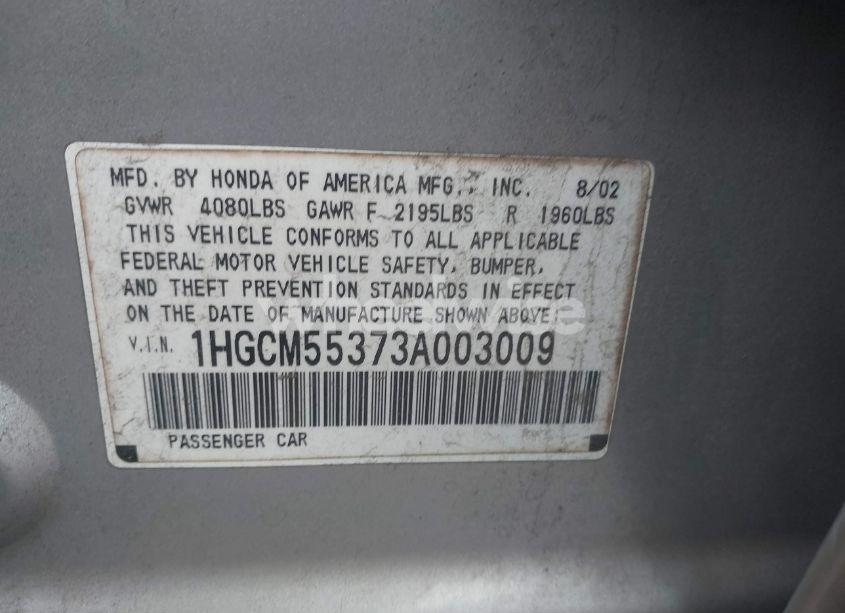 MFD. BY HONDA OF AMERICA MFG., INC. 8/02
GVWR 4080LBS GAWR F 2195LBS R 1960LBS
THIS VEHICLE CONFORMS TO ALL APPLICABLE
FEDERAL MOTOR VEHICLE SAFETY, BUMPER,
AND THEFT PREVENTION STANDARDS IN EFFECT
ON THE DATE OF MANUFACTURE SHOWN ABOVE:
V.I.N. 1HGCM55373A003009
PASSENGER CAR